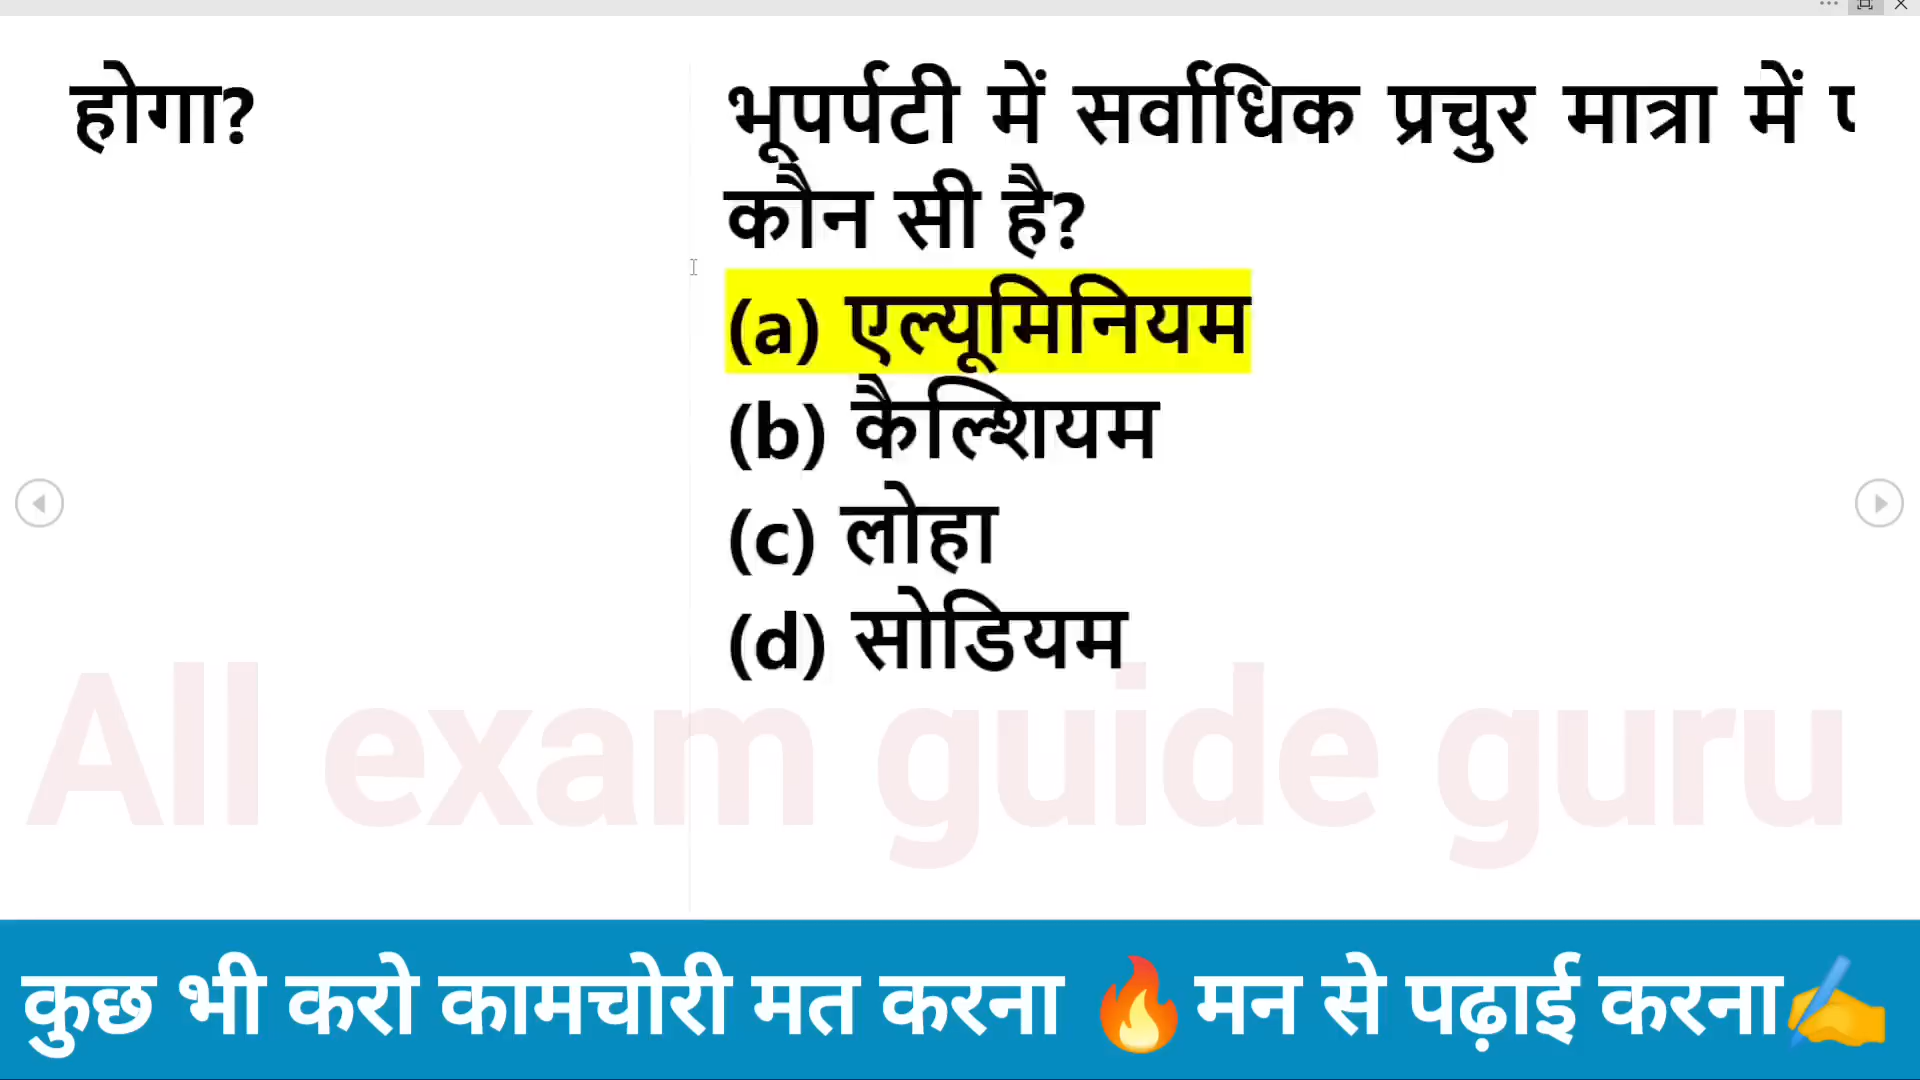 होगा?
भूपर्पटी में सर्वाधिक प्रचुर मात्रा में
कौन सी है?
(a) एल्यूमिनियम
(b) कैल्शियम
(c) लोहा
(d) सोडियम
All exam guide guru
कुछ भी करो कामचोरी मत करना 🔥 मन से पढ़ाई करना✍️